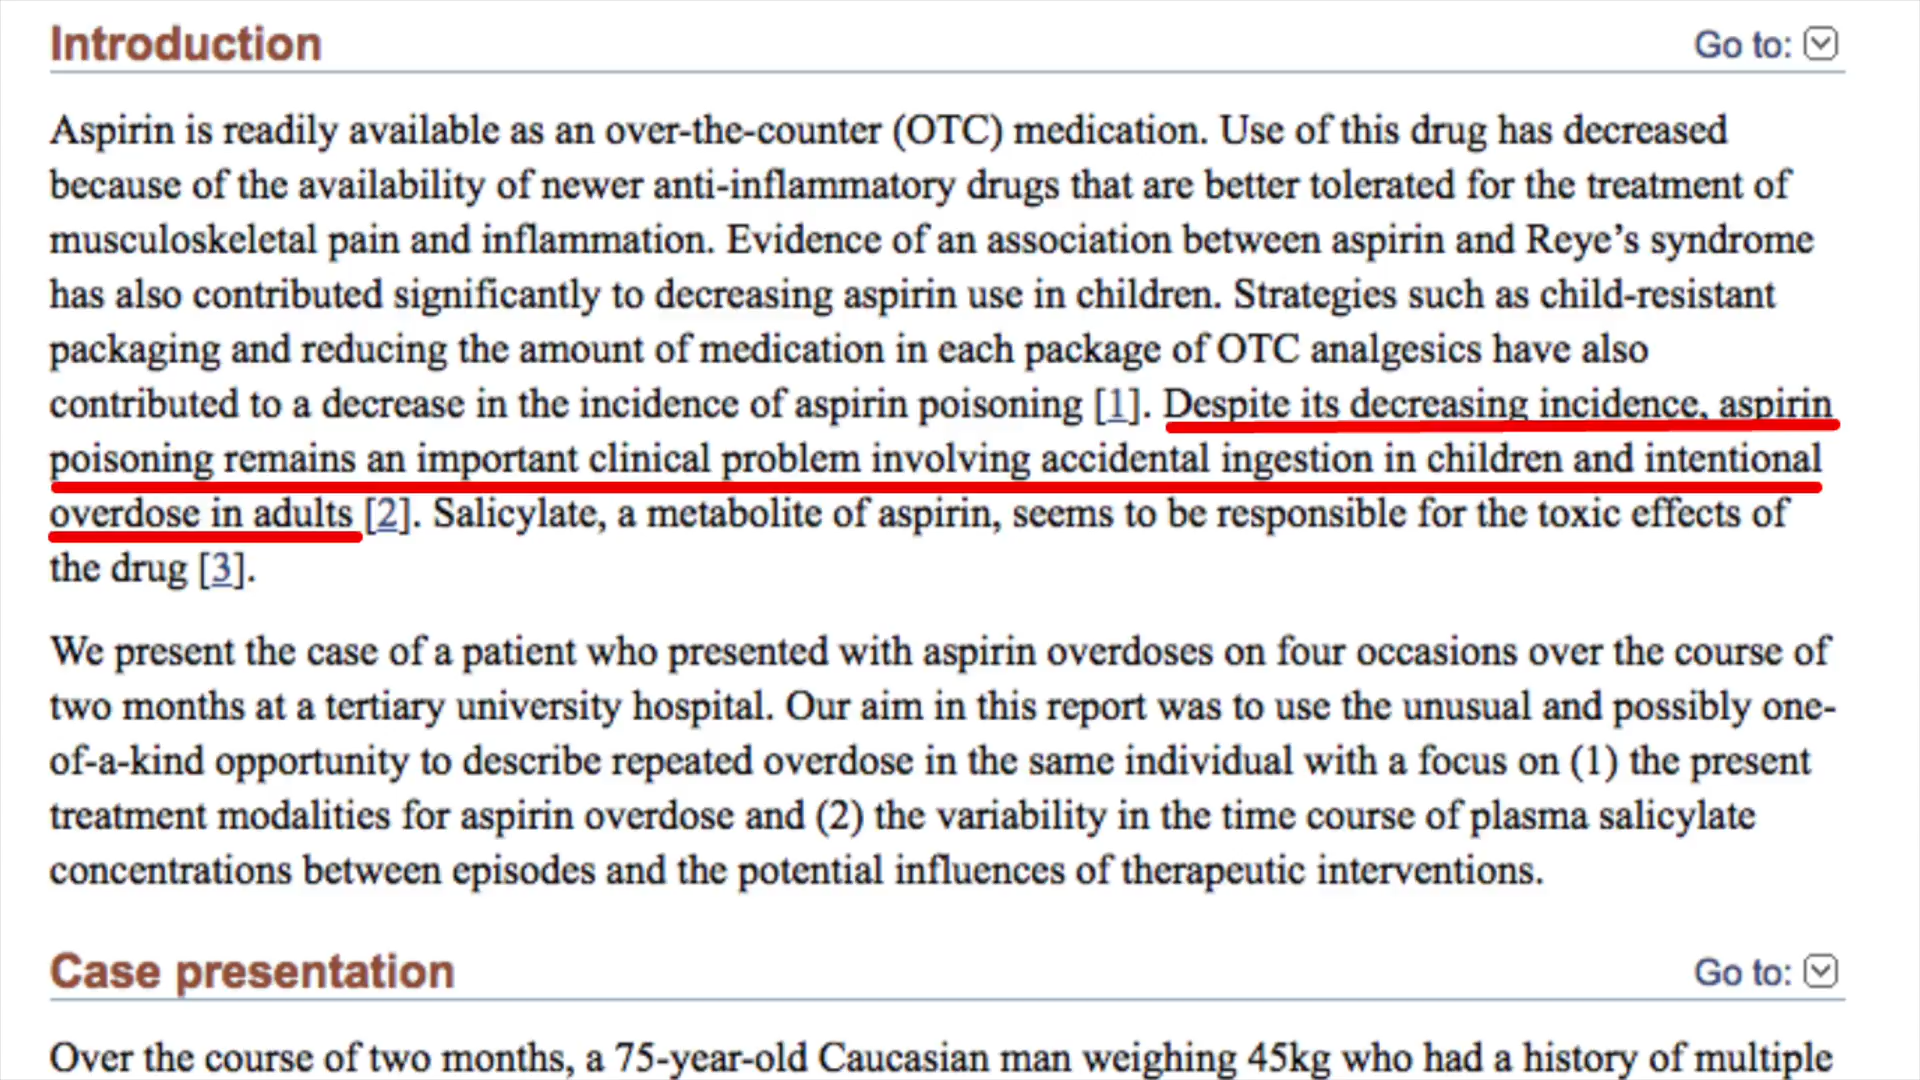 Introduction
Go to:
Aspirin is readily available as an over-the-counter (OTC) medication. Use of this drug has decreased
because of the availability of newer anti-inflammatory drugs that are better tolerated for the treatment of
musculoskeletal pain and inflammation. Evidence of an association between aspirin and Reye’s syndrome
has also contributed significantly to decreasing aspirin use in children. Strategies such as child-resistant
packaging and reducing the amount of medication in each package of OTC analgesics have also
contributed to a decrease in the incidence of aspirin poisoning [1]. Despite its decreasing incidence, aspirin
poisoning remains an important clinical problem involving accidental ingestion in children and intentional
overdose in adults [2]. Salicylate, a metabolite of aspirin, seems to be responsible for the toxic effects of
the drug [3].
We present the case of a patient who presented with aspirin overdoses on four occasions over the course of
two months at a tertiary university hospital. Our aim in this report was to use the unusual and possibly one-
of-a-kind opportunity to describe repeated overdose in the same individual with a focus on (1) the present
treatment modalities for aspirin overdose and (2) the variability in the time course of plasma salicylate
concentrations between episodes and the potential influences of therapeutic interventions.
Case presentation
Go to:
Over the course of two months, a 75-year-old Caucasian man weighing 45kg who had a history of multiple